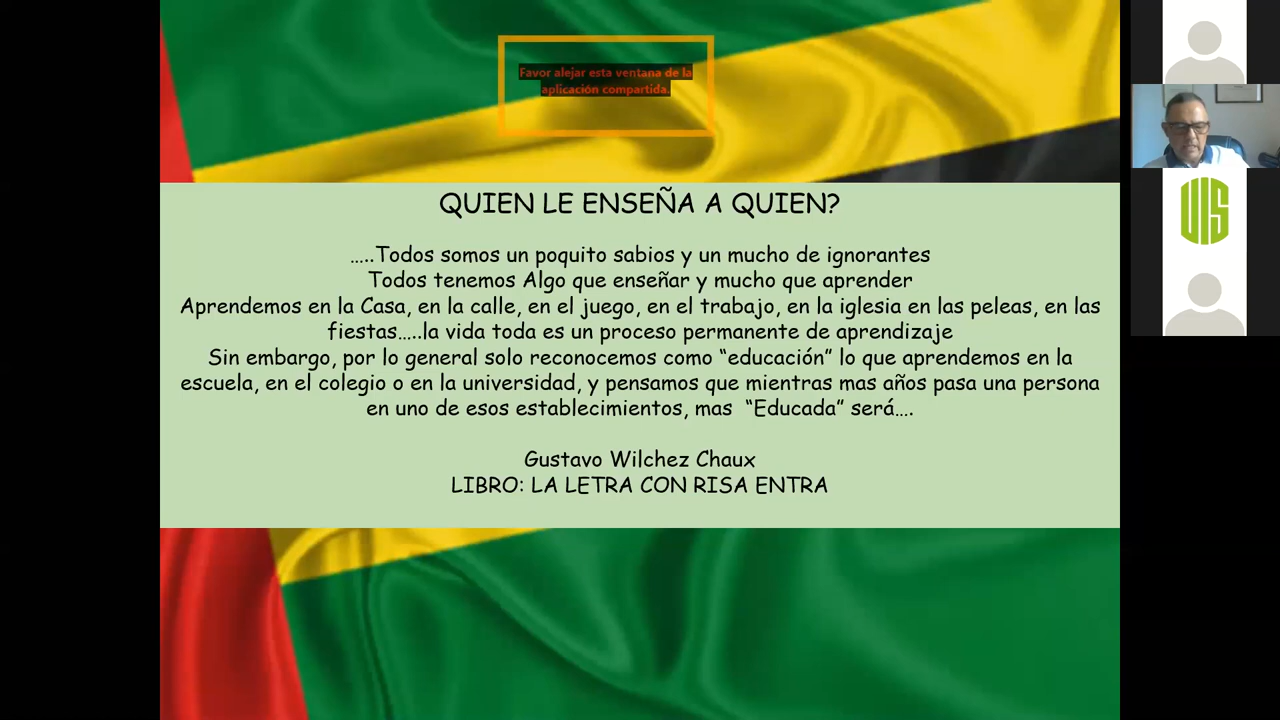 Favor alejar esta ventana de la
aplicación compartida.
QUIEN LE ENSEÑA A QUIEN?
…..Todos somos un poquito sabios y un mucho de ignorantes
Todos tenemos Algo que enseñar y mucho que aprender
Aprendemos en la Casa, en la calle, en el juego, en el trabajo, en la iglesia en las peleas, en las
fiestas…..la vida toda es un proceso permanente de aprendizaje
Sin embargo, por lo general solo reconocemos como “educación” lo que aprendemos en la
escuela, en el colegio o en la universidad, y pensamos que mientras mas años pasa una persona
en uno de esos establecimientos, mas “Educada” será….
Gustavo Wilchez Chaux
LIBRO: LA LETRA CON RISA ENTRA
UIS